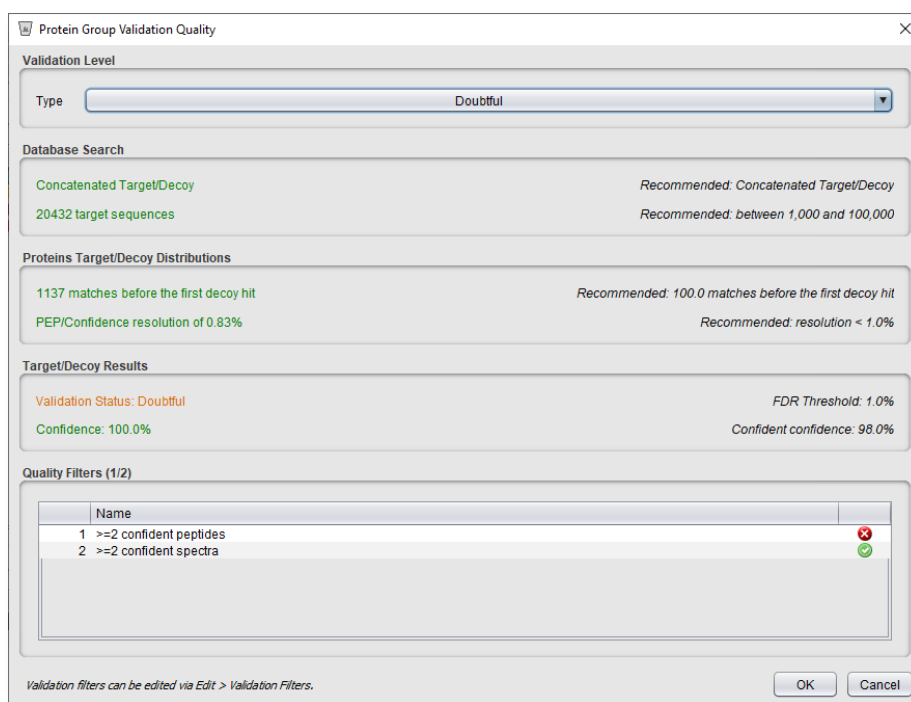 Protein Group Validation Quality
Validation Level
Type Doubtful
Database Search
Concatenated Target/Decoy Recommended: Concatenated Target/Decoy
20432 target sequences Recommended: between 1,000 and 100,000
Proteins Target/Decoy Distributions
1137 matches before the first decoy hit Recommended: 100.0 matches before the first decoy hit
PEP/Confidence resolution of 0.83% Recommended: resolution < 1.0%
Target/Decoy Results
Validation Status: Doubtful FDR Threshold: 1.0%
Confidence: 100.0% Confident confidence: 98.0%
Quality Filters (1/2)
Name
1 >=2 confident peptides
2 >=2 confident spectra
Validation filters can be edited via Edit > Validation Filters. OK Cancel